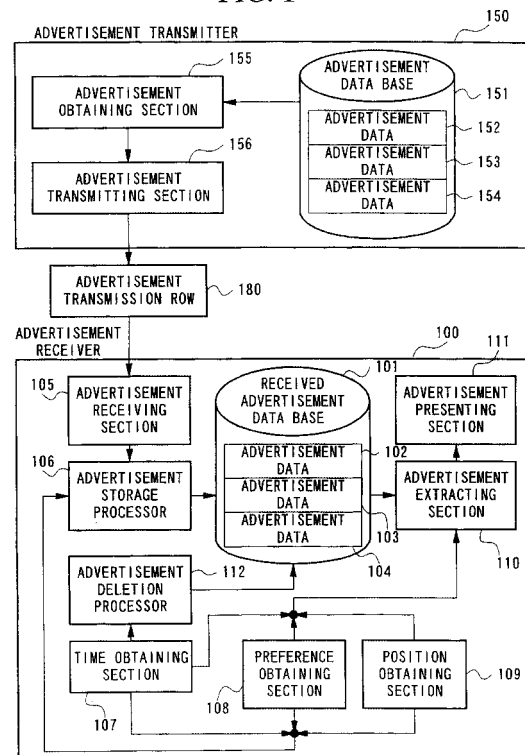 FIG. 1
ADVERTISEMENT TRANSMITTER
150
155
ADVERTISEMENT
OBTAINING SECTION
156
ADVERTISEMENT
TRANSMITTING SECTION
ADVERTISEMENT
DATA BASE
151
ADVERTISEMENT
DATA
152
ADVERTISEMENT
DATA
153
ADVERTISEMENT
DATA
154
ADVERTISEMENT
TRANSMISSION ROW
180
ADVERTISEMENT
RECEIVER
100
105
ADVERTISEMENT
RECEIVING
SECTION
106
ADVERTISEMENT
STORAGE
PROCESSOR
101
RECEIVED
ADVERTISEMENT
DATA BASE
102
ADVERTISEMENT
DATA
ADVERTISEMENT
DATA
103
ADVERTISEMENT
DATA
104
111
ADVERTISEMENT
PRESENTING
SECTION
ADVERTISEMENT
EXTRACTING
SECTION
110
112
ADVERTISEMENT
DELETION
PROCESSOR
TIME OBTAINING
SECTION
107
PREFERENCE
OBTAINING
SECTION
108
POSITION
OBTAINING
SECTION
109